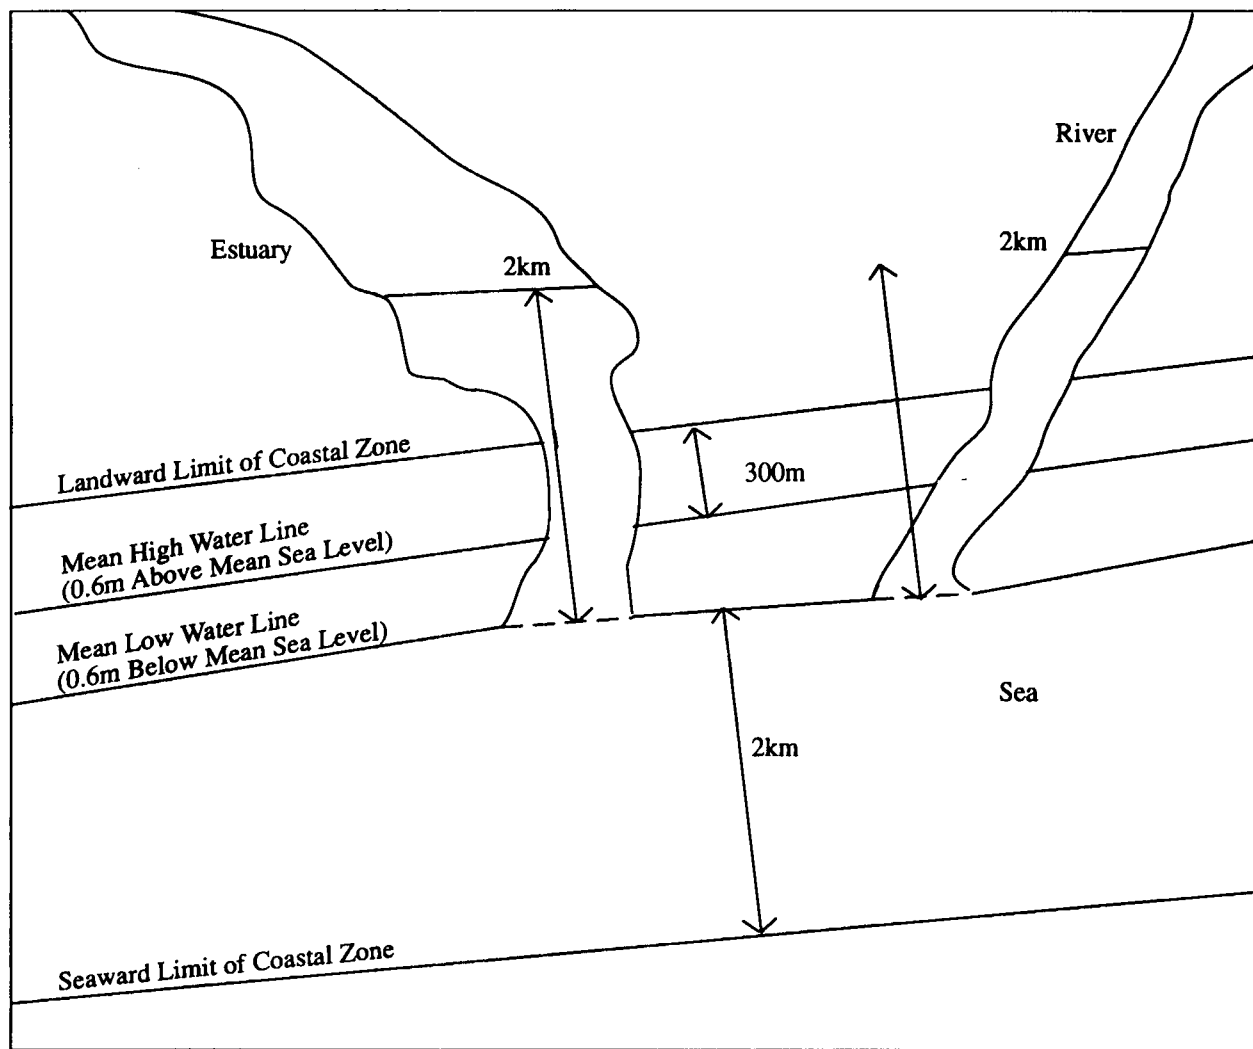 River
Estuary
2km
2km
Landward Limit of Coastal Zone
300m
Mean High Water Line
(0.6m Above Mean Sea Level)
Mean Low Water Line
(0.6m Below Mean Sea Level)
Sea
2km
Seaward Limit of Coastal Zone